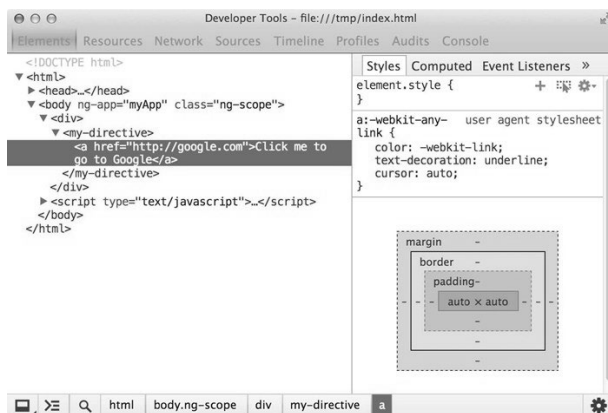 Developer Tools - file:///tmp/index.html
Elements Resources Network Sources Timeline Profiles Audits Console
<!DOCTYPE html>
▼ <html>
▶ <head>…</head>
▼ <body ng-app="myApp" class="ng-scope">
▼ <div>
▼ <my-directive>
<a href="http://google.com">Click me to
go to Google</a>
</my-directive>
</div>
▶ <script type="text/javascript">…</script>
</body>
</html>
Styles Computed Event Listeners »
element.style {
}
a:-webkit-any- user agent stylesheet
link {
color: -webkit-link;
text-decoration: underline;
cursor: auto;
}
margin -
border -
padding-
- - - auto × auto - - -
-
-
-
html body.ng-scope div my-directive a